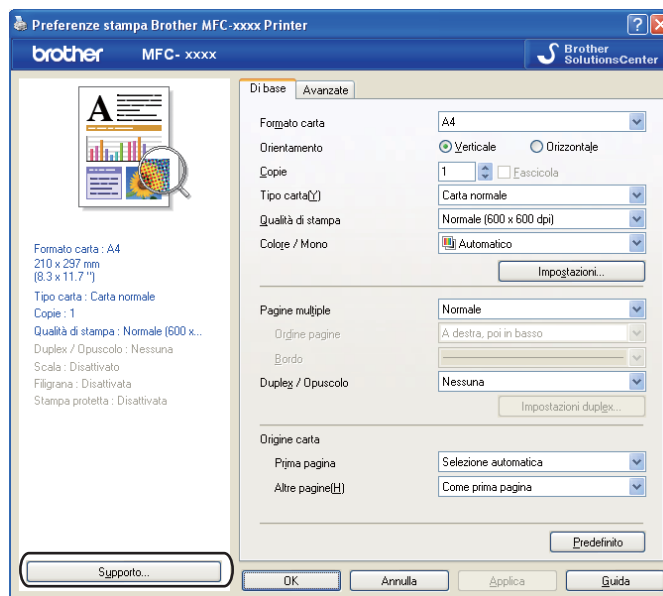 Preferenze stampa Brother MFC-xxxx Printer
brother MFC- xxxx
Brother
SolutionsCenter
A
Formato carta : A4
210 x 297 mm
(8.3 x 11.7 ")
Tipo carta : Carta normale
Copie : 1
Qualità di stampa : Normale (600 x...
Duplex / Opuscolo : Nessuna
Scala : Disattivato
Filigrana : Disattivata
Stampa protetta : Disattivata
Supporto...
Di base Avanzate
Formato carta A4
Orientamento Verticale Orizzontale
Copie 1 Fascicola
Tipo carta(Y) Carta normale
Qualità di stampa Normale (600 x 600 dpi)
Colore / Mono Automatico
Impostazioni...
Pagine multiple Normale
Ordine pagine A destra, poi in basso
Bordo
Duplex / Opuscolo Nessuna
Impostazioni duplex...
Origine carta
Prima pagina Selezione automatica
Altre pagine(H) Come prima pagina
Predefinito
OK Annulla Applica Guida